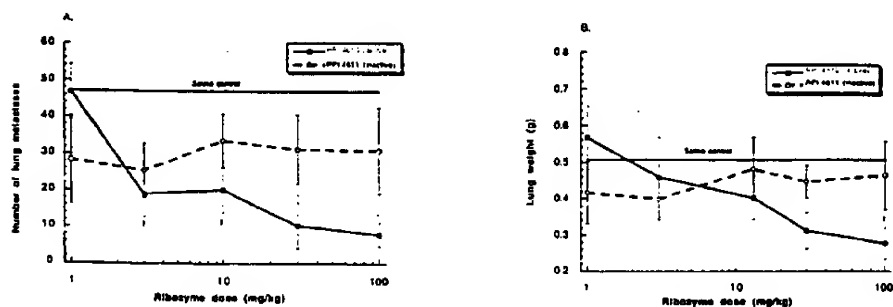 A.
60
50
40
30
20
10
0
Number of lung metastases
(Inactive)
Saline control
1
10
100
Ribozyme dose (mg/kg)
B.
0.8
0.7
0.6
0.5
0.4
0.3
0.2
Lung weight (g)
(Inactive)
Saline control
1
10
100
Ribozyme dose (mg/kg)